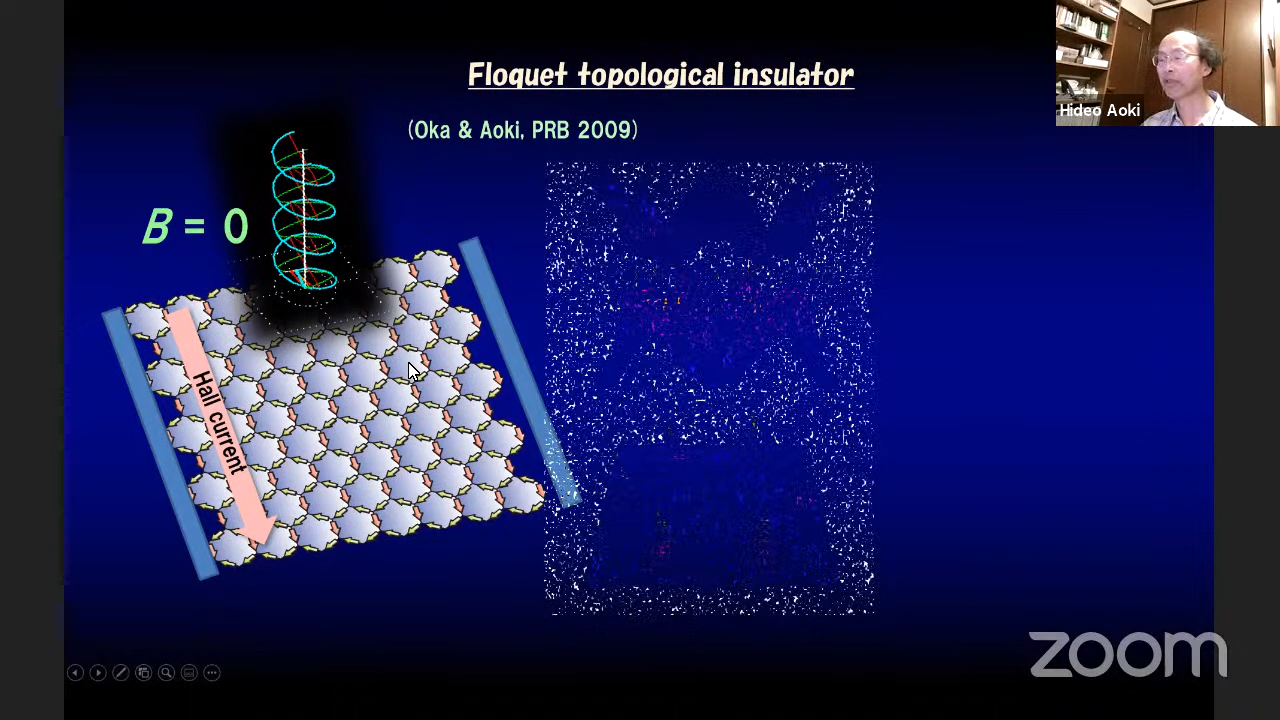 Floquet topological insulator
(Oka & Aoki, PRB 2009)
Hideo Aoki
B = 0
Hall current
zoom